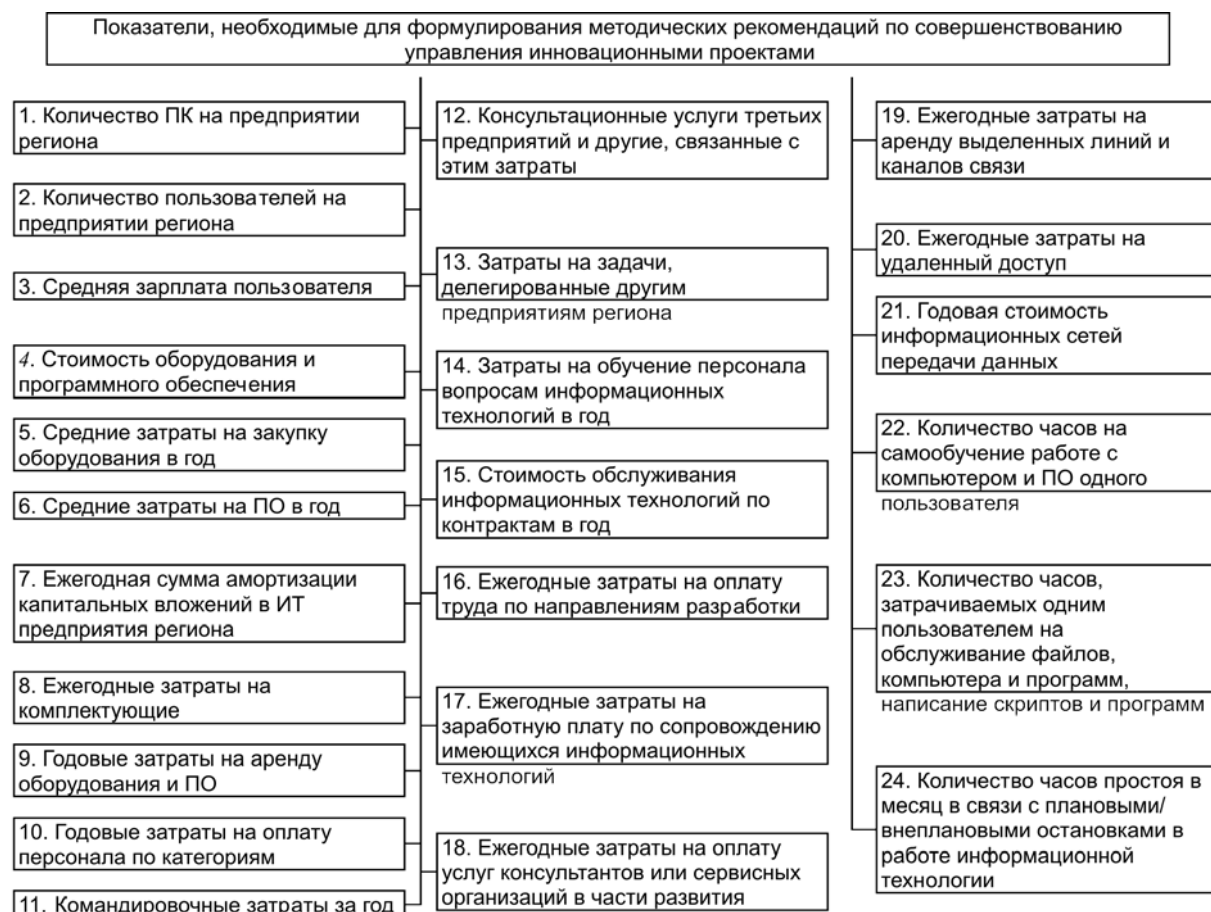 Показатели, необходимые для формулирования методических рекомендаций по совершенствованию
управления инновационными проектами
1. Количество ПК на предприятии
региона
2. Количество пользователей на
предприятии региона
3. Средняя зарплата пользователя
4. Стоимость оборудования и
программного обеспечения
5. Средние затраты на закупку
оборудования в год
6. Средние затраты на ПО в год
7. Ежегодная сумма амортизации
капитальных вложений в ИТ
предприятия региона
8. Ежегодные затраты на
комплектующие
9. Годовые затраты на аренду
оборудования и ПО
10. Годовые затраты на оплату
персонала по категориям
11. Командировочные затраты за год
12. Консультационные услуги третьих
предприятий и другие, связанные с
этим затраты
13. Затраты на задачи,
делегированные другим
предприятиям региона
14. Затраты на обучение персонала
вопросам информационных
технологий в год
15. Стоимость обслуживания
информационных технологий по
контрактам в год
16. Ежегодные затраты на оплату
труда по направлениям разработки
17. Ежегодные затраты на
заработную плату по сопровождению
имеющихся информационных
технологий
18. Ежегодные затраты на оплату
услуг консультантов или сервисных
организаций в части развития
19. Ежегодные затраты на
аренду выделенных линий и
каналов связи
20. Ежегодные затраты на
удаленный доступ
21. Годовая стоимость
информационных сетей
передачи данных
22. Количество часов на
самообучение работе с
компьютером и ПО одного
пользователя
23. Количество часов,
затрачиваемых одним
пользователем на
обслуживание файлов,
компьютера и программ,
написание скриптов и программ
24. Количество часов простоя в
месяц в связи с плановыми/
внеплановыми остановками в
работе информационной
технологии